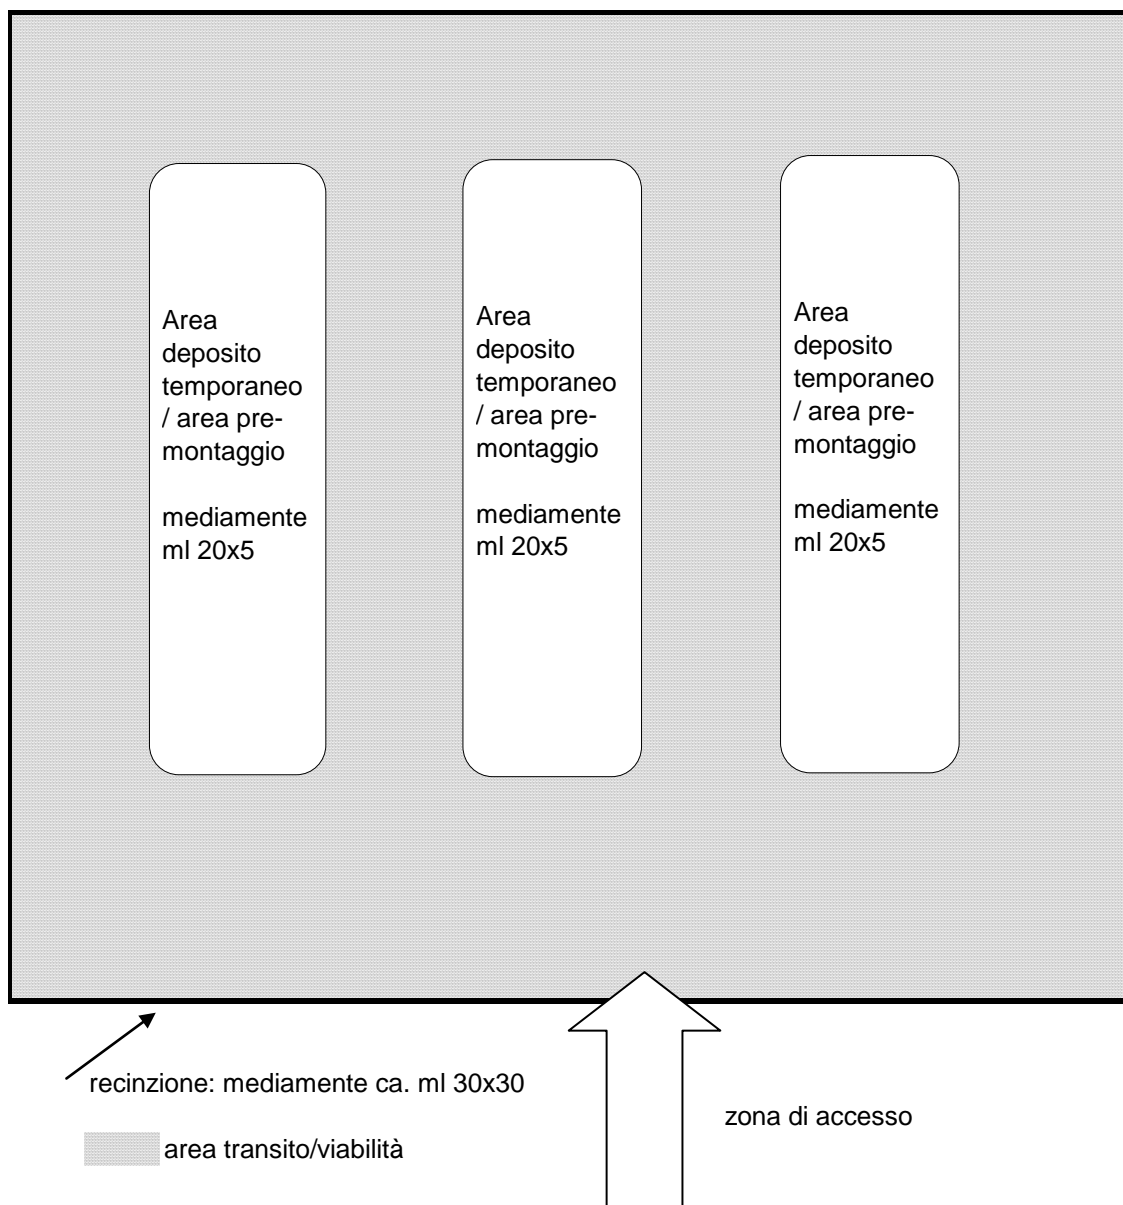 Area
deposito
temporaneo
/ area pre-
montaggio
mediamente
ml 20x5
Area
deposito
temporaneo
/ area pre-
montaggio
mediamente
ml 20x5
Area
deposito
temporaneo
/ area pre-
montaggio
mediamente
ml 20x5
recinzione: mediamente ca. ml 30x30
zona di accesso
area transito/viabilità